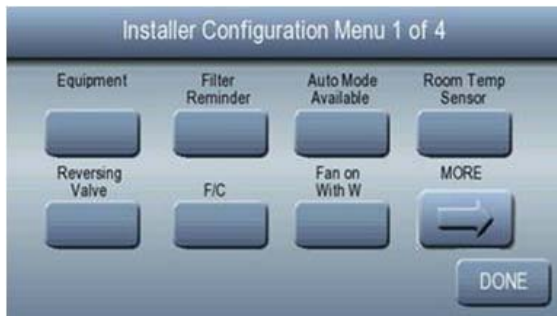 Installer Configuration Menu 1 of 4
Equipment
Filter
Reminder
Auto Mode
Available
Room Temp
Sensor
Reversing
Valve
F/C
Fan on
With W
MORE
DONE